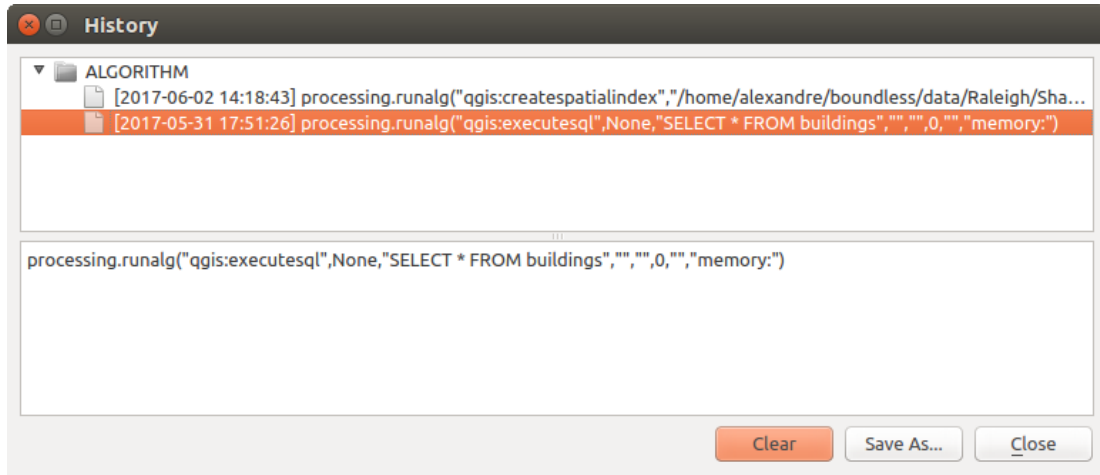 History
ALGORITHM
[2017-06-02 14:18:43] processing.runalg("qgis:createspatialindex","/home/alexandre/boundless/data/Raleigh/Sha...
[2017-05-31 17:51:26] processing.runalg("qgis:executesql",None,"SELECT * FROM buildings","","",0,"","memory:")
processing.runalg("qgis:executesql",None,"SELECT * FROM buildings","","",0,"","memory:")
Clear Save As... Close